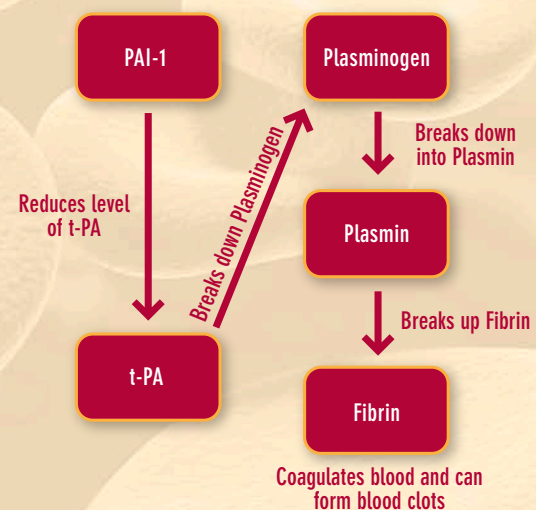 PAI-1
Reduces level
of t-PA
t-PA
Breaks down Plasminogen
Plasminogen
Breaks down
into Plasmin
Plasmin
Breaks up Fibrin
Fibrin
Coagulates blood and can
form blood clots